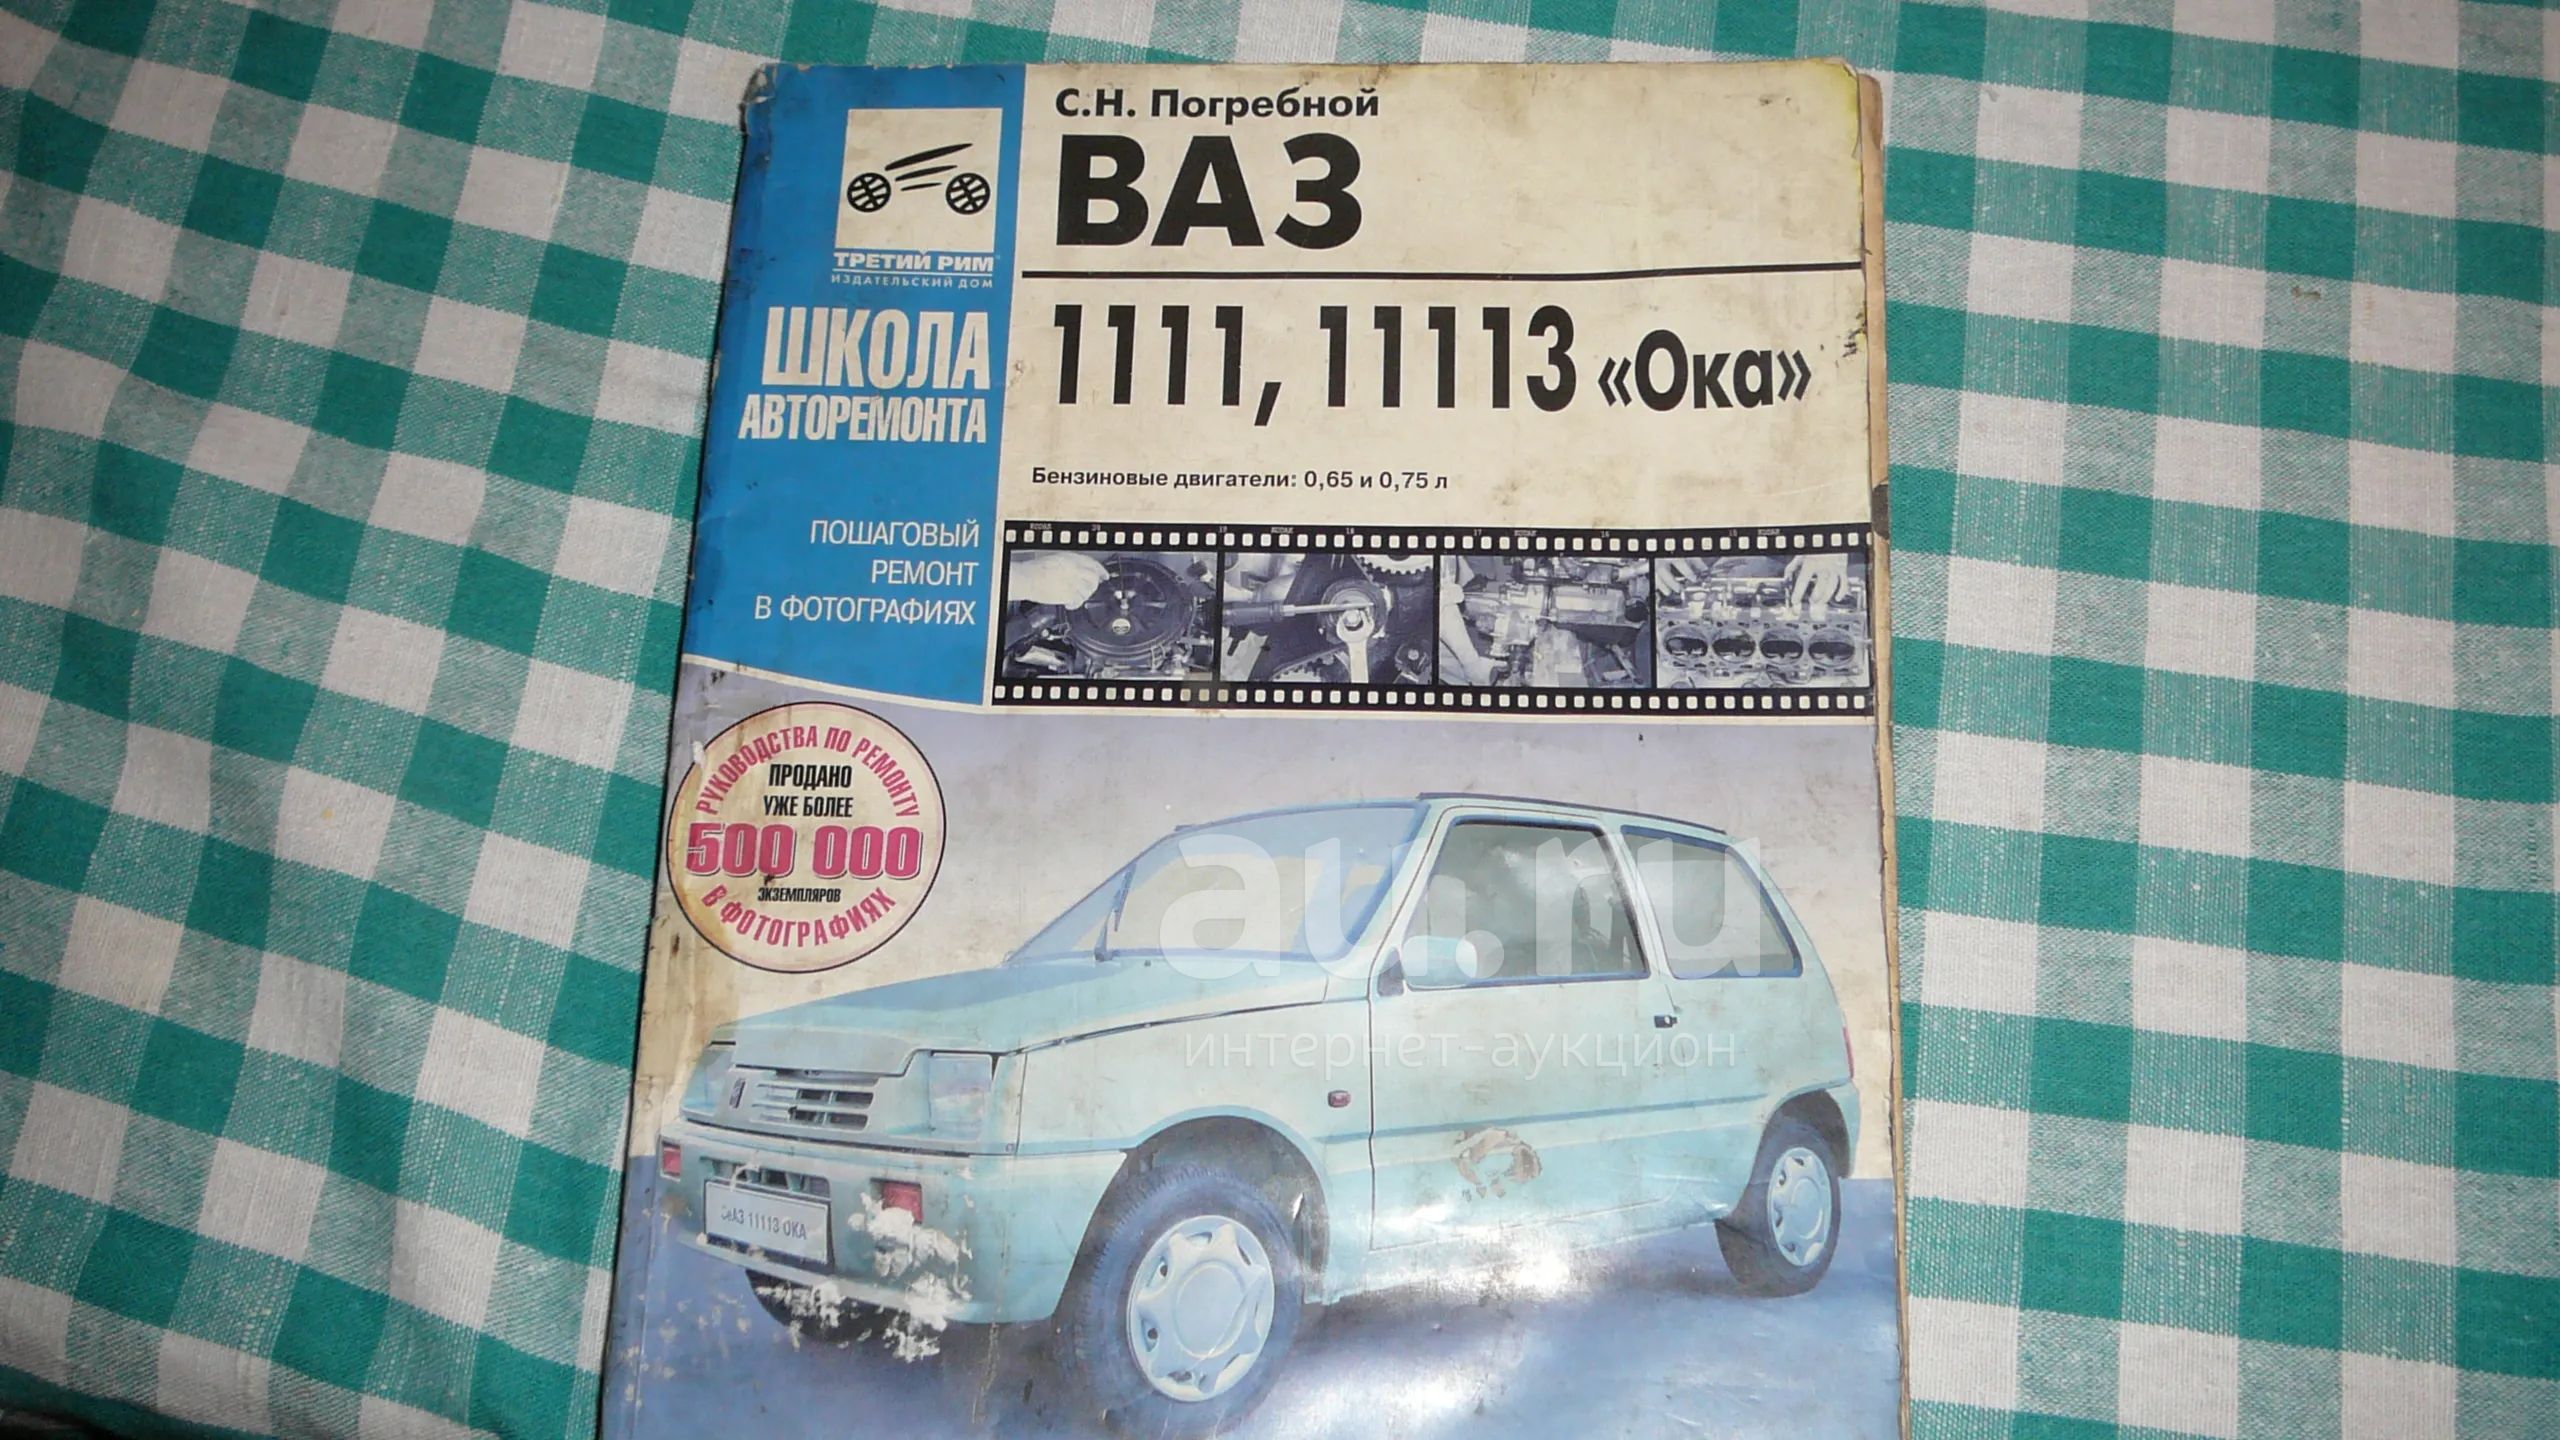 С.Н. Погребной
ВАЗ
1111, 11113 «Ока»
Бензиновые двигатели: 0,65 и 0,75 л
ТРЕТИЙ РИМ
ИЗДАТЕЛЬСКИЙ ДОМ
ШКОЛА
АВТОРЕМОНТА
ПОШАГОВЫЙ
РЕМОНТ
В ФОТОГРАФИЯХ
РУКОВОДСТВА ПО РЕМОНТУ
ПРОДАНО
УЖЕ БОЛЕЕ
500 000
ЭКЗЕМПЛЯРОВ
В ФОТОГРАФИЯХ
СеАЗ 11113 ОКА
au.ru
интернет-аукцион